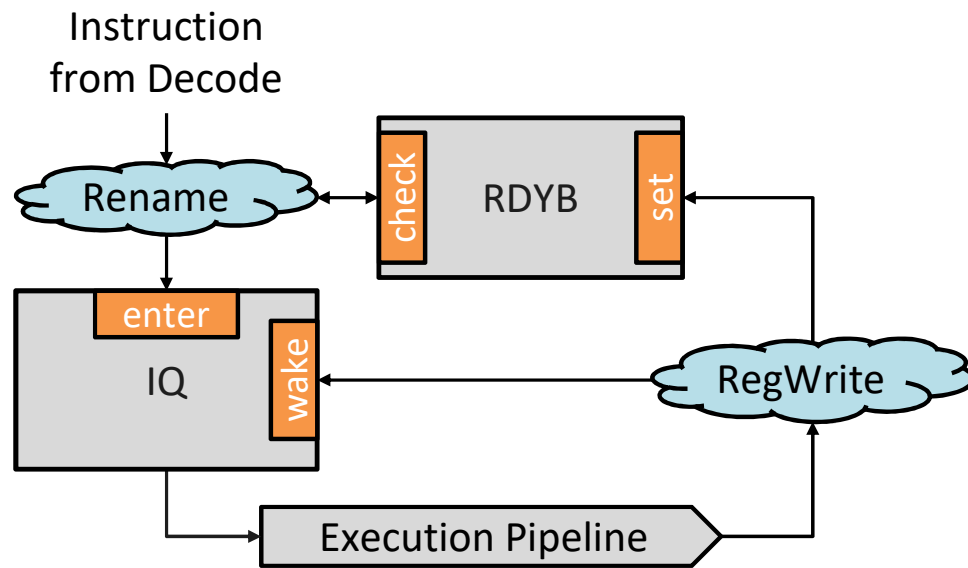 Instruction
from Decode
Rename
check
RDYB
set
enter
IQ
wake
RegWrite
Execution Pipeline